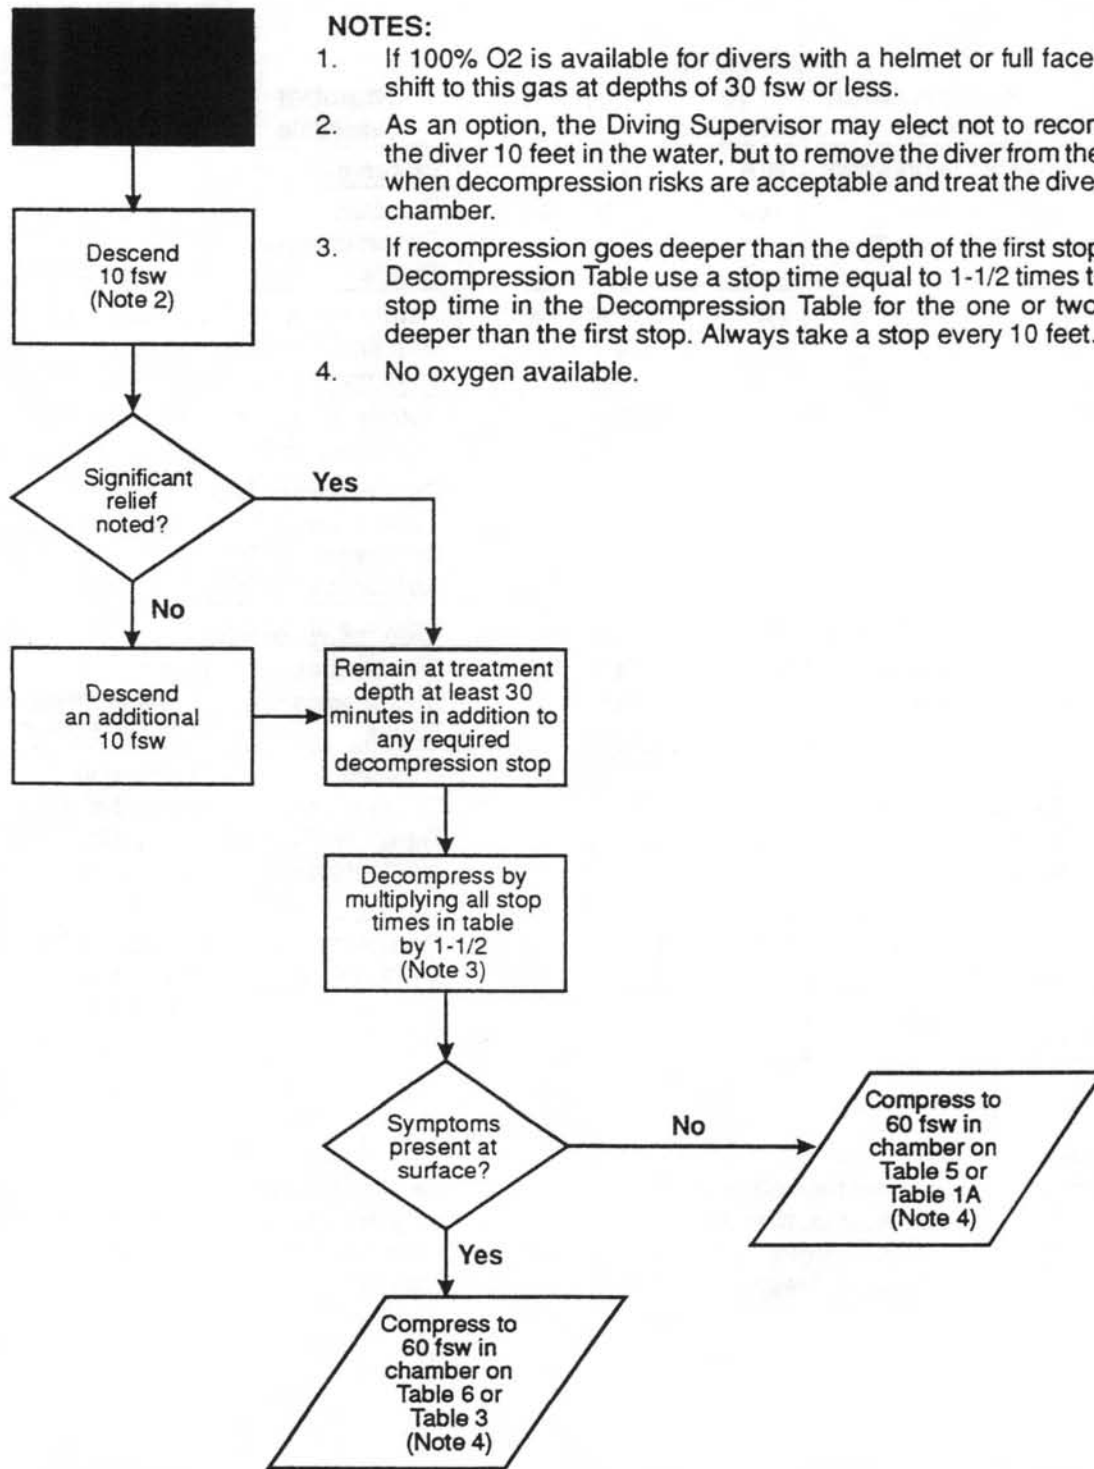 NOTES:
1. If 100% O2 is available for divers with a helmet or full face
shift to this gas at depths of 30 fsw or less.
2. As an option, the Diving Supervisor may elect not to recom
the diver 10 feet in the water, but to remove the diver from the
when decompression risks are acceptable and treat the dive
chamber.
3. If recompression goes deeper than the depth of the first stop
Decompression Table use a stop time equal to 1-1/2 times t
stop time in the Decompression Table for the one or two
deeper than the first stop. Always take a stop every 10 feet.
4. No oxygen available.
Descend
10 fsw
(Note 2)
Significant
relief
noted?
Yes
No
Descend
an additional
10 fsw
Remain at treatment
depth at least 30
minutes in addition to
any required
decompression stop
Decompress by
multiplying all stop
times in table
by 1-1/2
(Note 3)
Symptoms
present at
surface?
No
Compress to
60 fsw in
chamber on
Table 5 or
Table 1A
(Note 4)
Yes
Compress to
60 fsw in
chamber on
Table 6 or
Table 3
(Note 4)